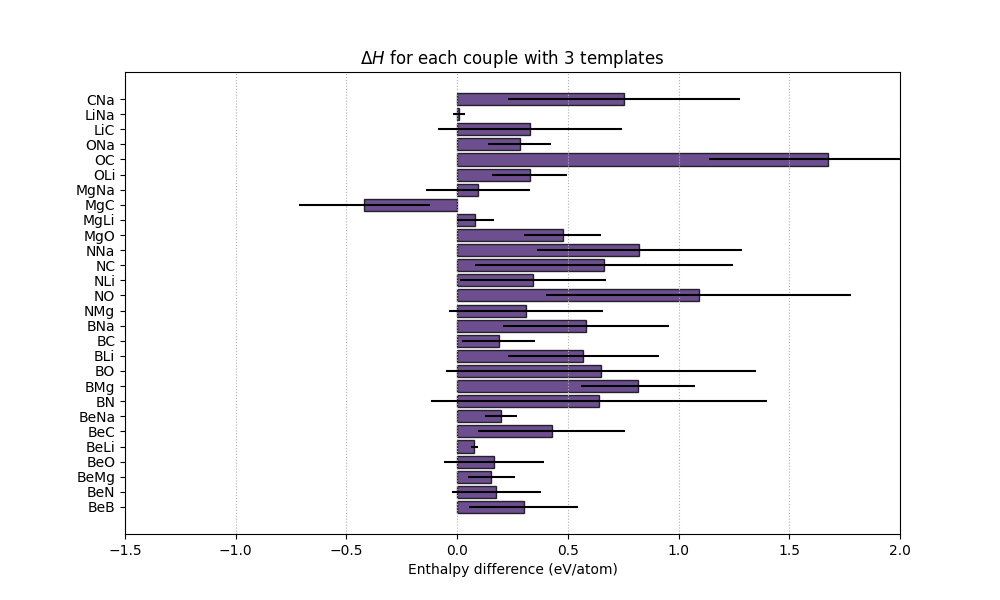 ΔH for each couple with 3 templates
CNa
LiNa
LiC
ONa
OC
OLi
MgNa
MgC
MgLi
MgO
NNa
NC
NLi
NO
NMg
BNa
BC
BLi
BO
BMg
BN
BeNa
BeC
BeLi
BeO
BeMg
BeN
BeB
−1.5 −1.0 −0.5 0.0 0.5 1.0 1.5 2.0
Enthalpy difference (eV/atom)